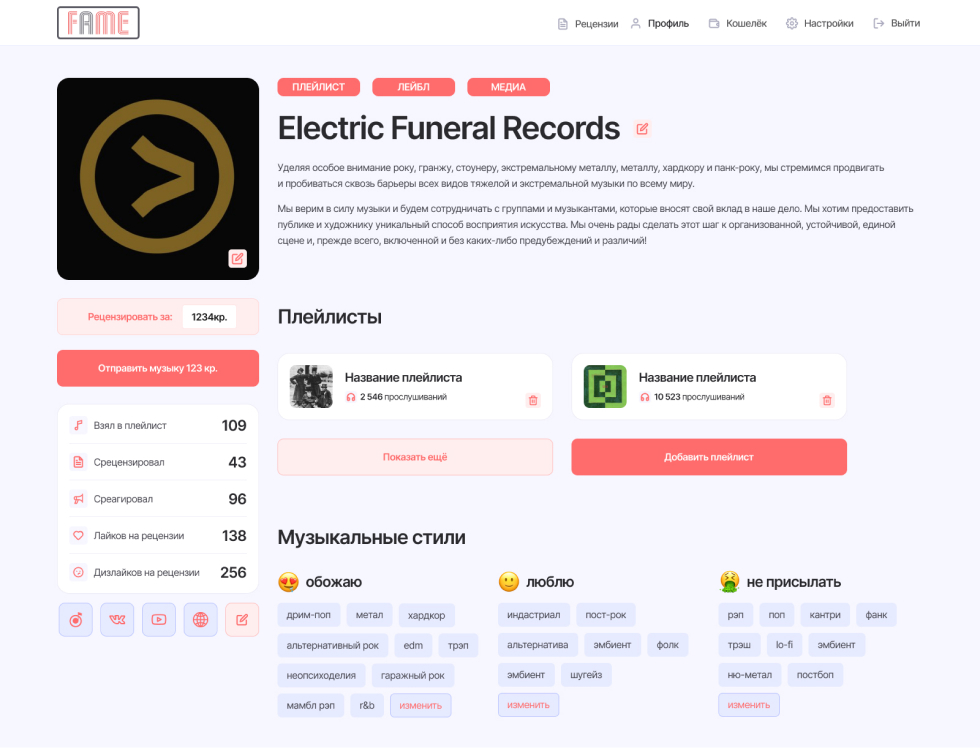 FAME
Рецензии
Профиль
Кошелёк
Настройки
Выйти
ПЛЕЙЛИСТ
ЛЕЙБЛ
МЕДИА
Electric Funeral Records
Уделяя особое внимание року, гранжу, стоунеру, экстремальному металлу, металлу, хардкору и панк-року, мы стремимся продвигать
и пробиваться сквозь барьеры всех видов тяжелой и экстремальной музыки по всему миру.
Мы верим в силу музыки и будем сотрудничать с группами и музыкантами, которые вносят свой вклад в наше дело. Мы хотим предоставить
публике и художнику уникальный способ восприятия искусства. Мы очень рады сделать этот шаг к организованной, устойчивой, единой
сцене и, прежде всего, включенной и без каких-либо предубеждений и различий!
Рецензировать за: 1234кр.
Отправить музыку 123 кр.
Взял в плейлист 109
Срецензировал 43
Среагировал 96
Лайков на рецензии 138
Дизлайков на рецензии 256
Плейлисты
Название плейлиста
2 546 прослушиваний
Название плейлиста
10 523 прослушиваний
Показать ещё
Добавить плейлист
Музыкальные стили
обожаю
дрим-поп метал хардкор
альтернативный рок edm трэп
неопсиходелия гаражный рок
мамбл рэп r&b изменить
люблю
индастриал пост-рок
альтернатива эмбиент фолк
эмбиент шугейз
изменить
не присылать
рэп поп кантри фанк
трэш lo-fi эмбиент
ню-метал постбоп
изменить